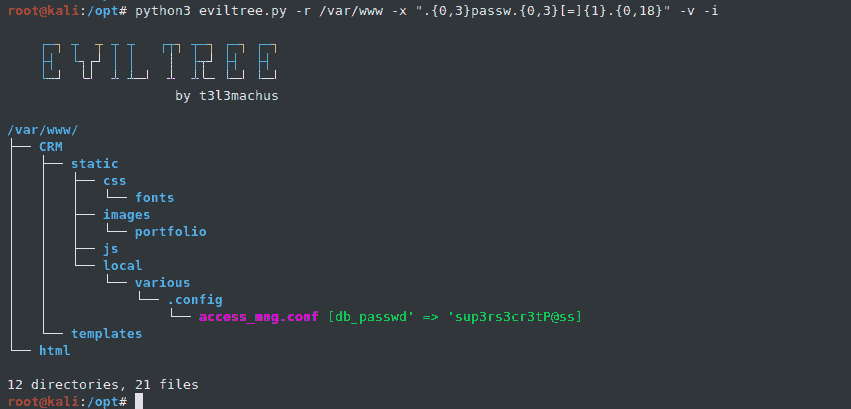 root@kali:/opt# python3 eviltree.py -r /var/www -x ".{0,3}passw.{0,3}[=]{1}.{0,18}" -v -i
EVILTREE
by t3l3machus
/var/www/
├── CRM
│   ├── static
│   │   ├── css
│   │   │   └── fonts
│   │   ├── images
│   │   │   └── portfolio
│   │   ├── js
│   │   └── local
│   │       └── various
│   │           └── .config
│   │               └── access_mng.conf [db_passwd' => 'sup3rs3cr3tP@ss]
│   └── templates
└── html
12 directories, 21 files
root@kali:/opt#